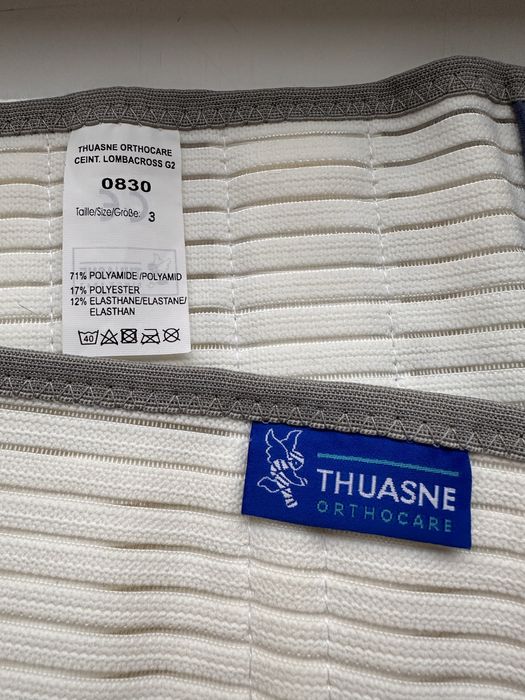 THUASNE ORTHOCARE
CEINT. LOMBACROSS G2
0830
Taille/Size/Größe: 3
71% POLYAMIDE /POLYAMID
17% POLYESTER
12% ELASTHANE/ELASTANE/
ELASTHAN
40
THUASNE
ORTHOCARE